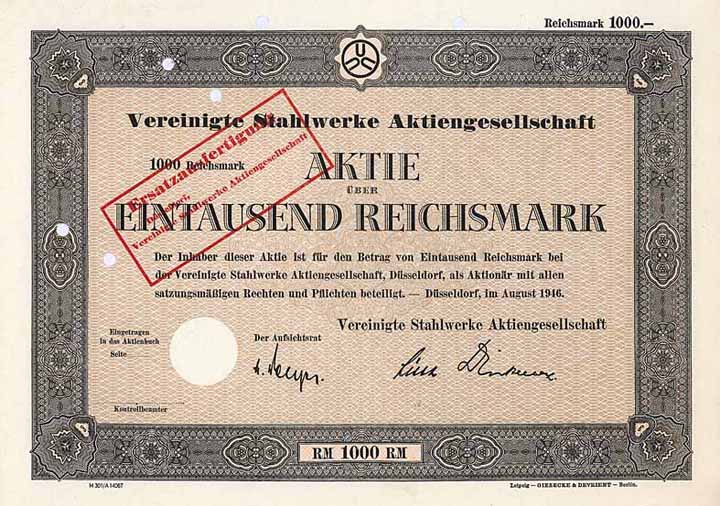 Reichsmark 1000.—
Vereinigte Stahlwerke Aktiengesellschaft
1000 Reichsmark
AKTIE
ÜBER
EINTAUSEND REICHSMARK
Ersatzausfertigung
Vereinigte Stahlwerke Aktiengesellschaft
Der Inhaber dieser Aktie ist für den Betrag von Eintausend Reichsmark bei
der Vereinigte Stahlwerke Aktiengesellschaft, Düsseldorf, als Aktionär mit allen
satzungsmäßigen Rechten und Pflichten beteiligt. — Düsseldorf, im August 1946.
Eingetragen
in das Aktienbuch
Seite
Der Aufsichtsrat
Vereinigte Stahlwerke Aktiengesellschaft
Kontrollbeamter
RM 1000 RM
Leipzig — GIESECKE & DEVRIENT — Berlin.